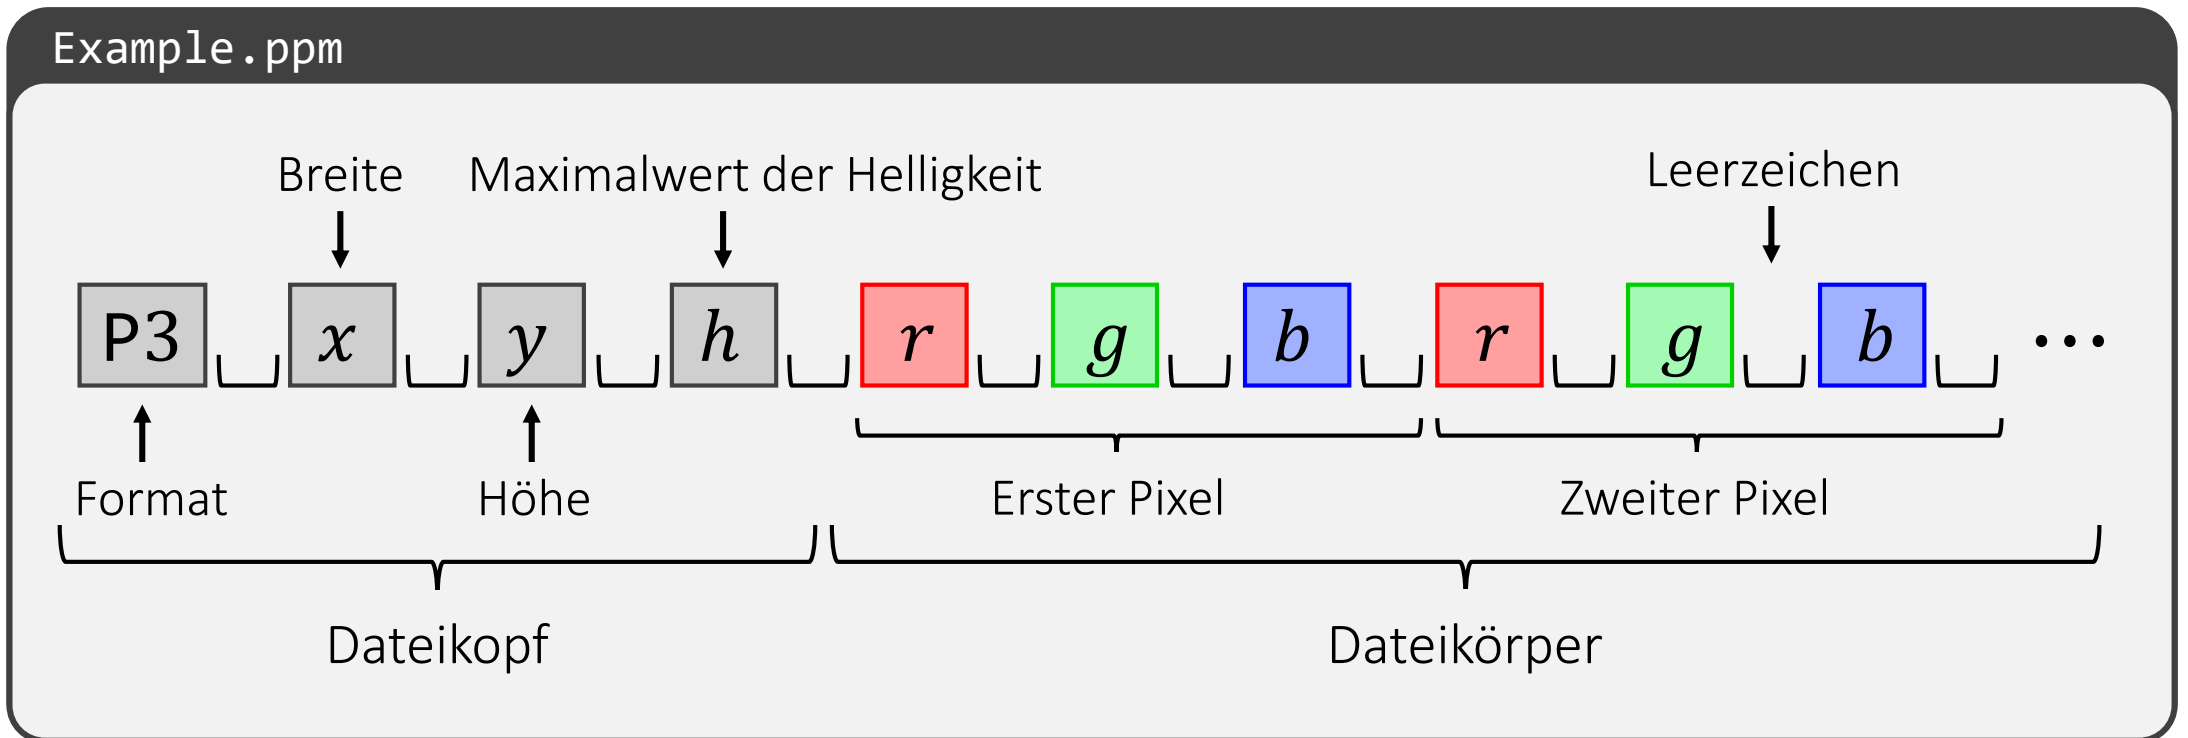 Example.ppm
Breite Maximalwert der Helligkeit Leerzeichen
P3 x y h r g b r g b ...
Format Höhe Erster Pixel Zweiter Pixel
Dateikopf Dateikörper